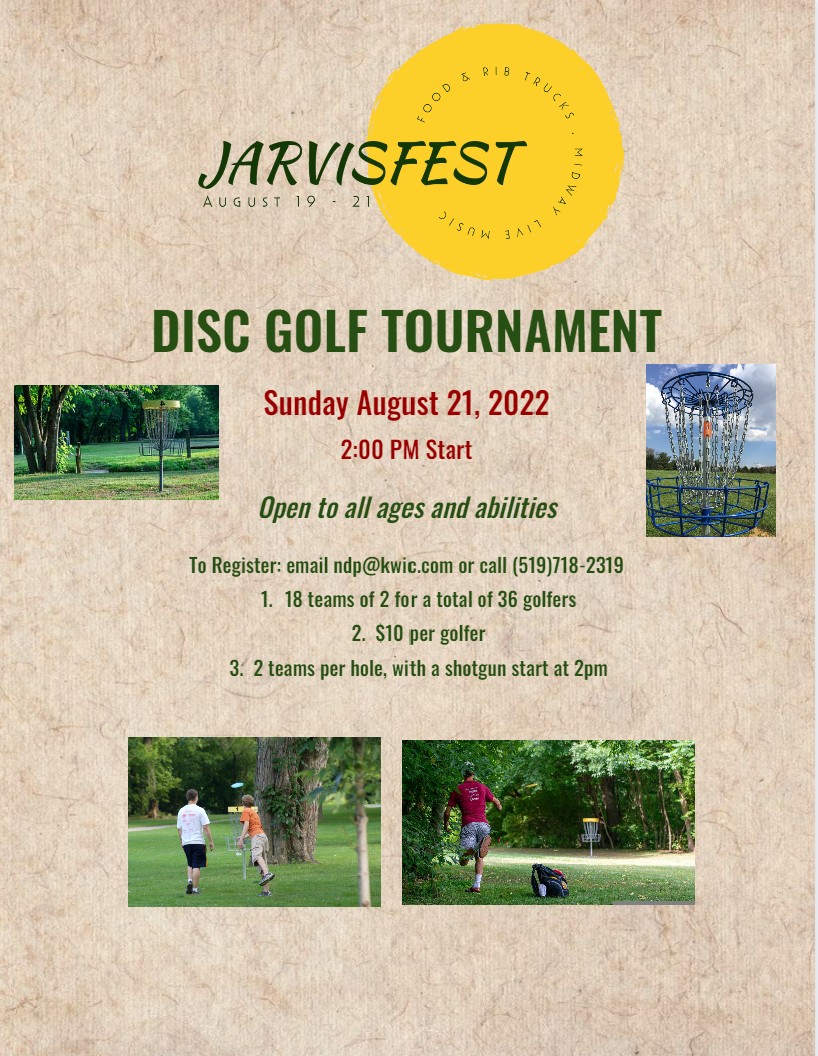 FOOD & RIB TRUCKS · MIDWAY LIVE MUSIC
JARVISFEST
AUGUST 19 - 21
DISC GOLF TOURNAMENT
Sunday August 21, 2022
2:00 PM Start
Open to all ages and abilities
To Register: email ndp@kwic.com or call (519)718-2319
1. 18 teams of 2 for a total of 36 golfers
2. $10 per golfer
3. 2 teams per hole, with a shotgun start at 2pm